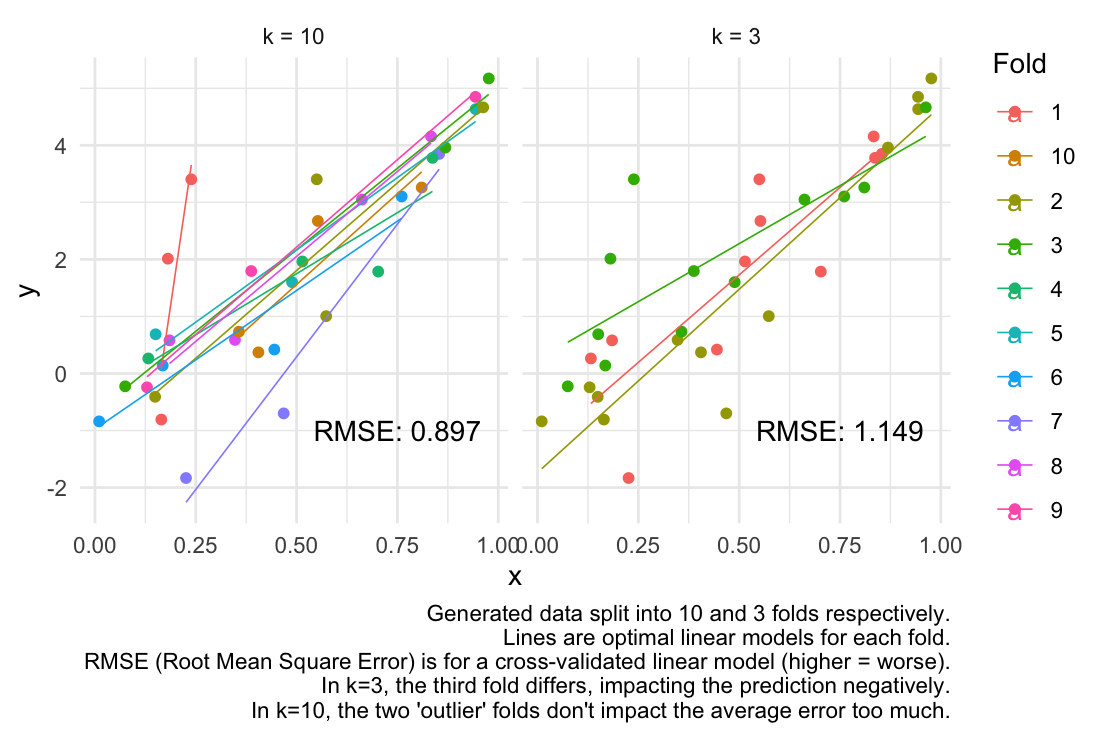 k = 10
k = 3
Fold
1
10
2
3
4
5
6
7
8
9
a
a
a
a
a
a
a
a
a
a
y
4
2
0
-2
RMSE: 0.897
RMSE: 1.149
0.00 0.25 0.50 0.75 1.00
0.00 0.25 0.50 0.75 1.00
x
Generated data split into 10 and 3 folds respectively.
Lines are optimal linear models for each fold.
RMSE (Root Mean Square Error) is for a cross-validated linear model (higher = worse).
In k=3, the third fold differs, impacting the prediction negatively.
In k=10, the two 'outlier' folds don't impact the average error too much.